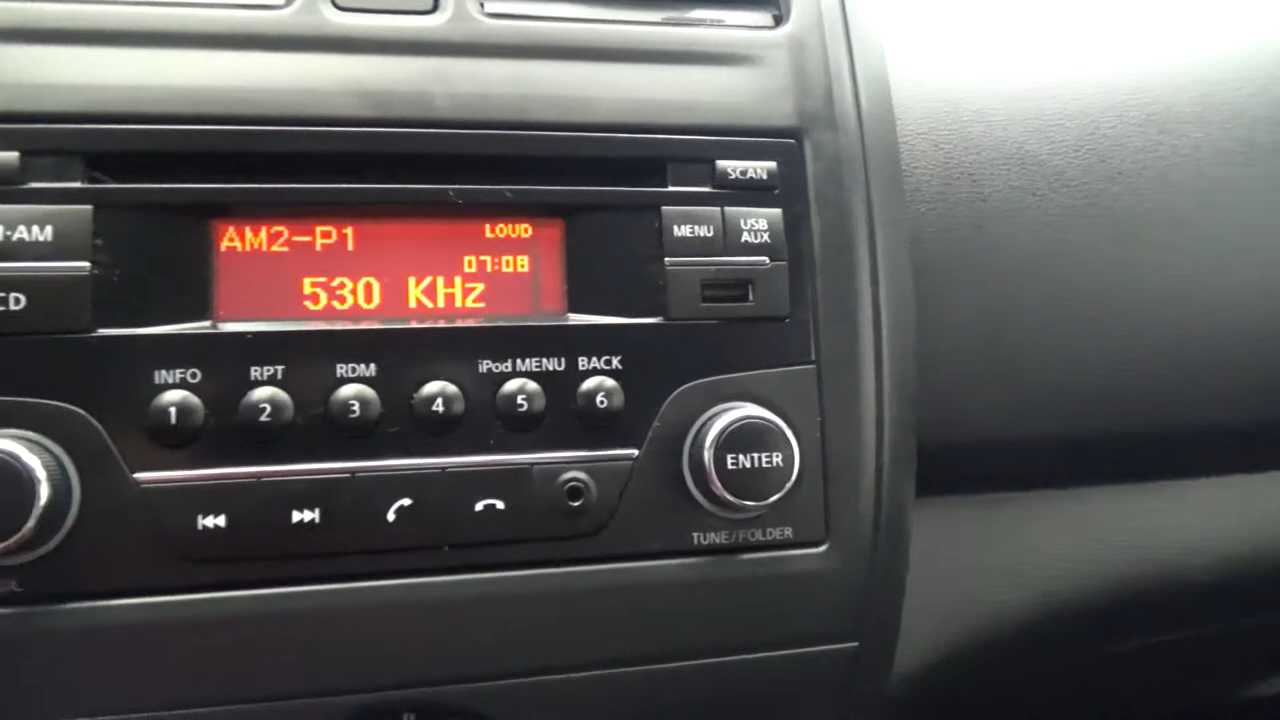 SCAN
·AM
MENU
USB
AUX
CD
AM2-P1
LOUD
07:08
530 KHz
INFO
RPT
RDM
iPod MENU
BACK
1
2
3
4
5
6
ENTER
TUNE/FOLDER